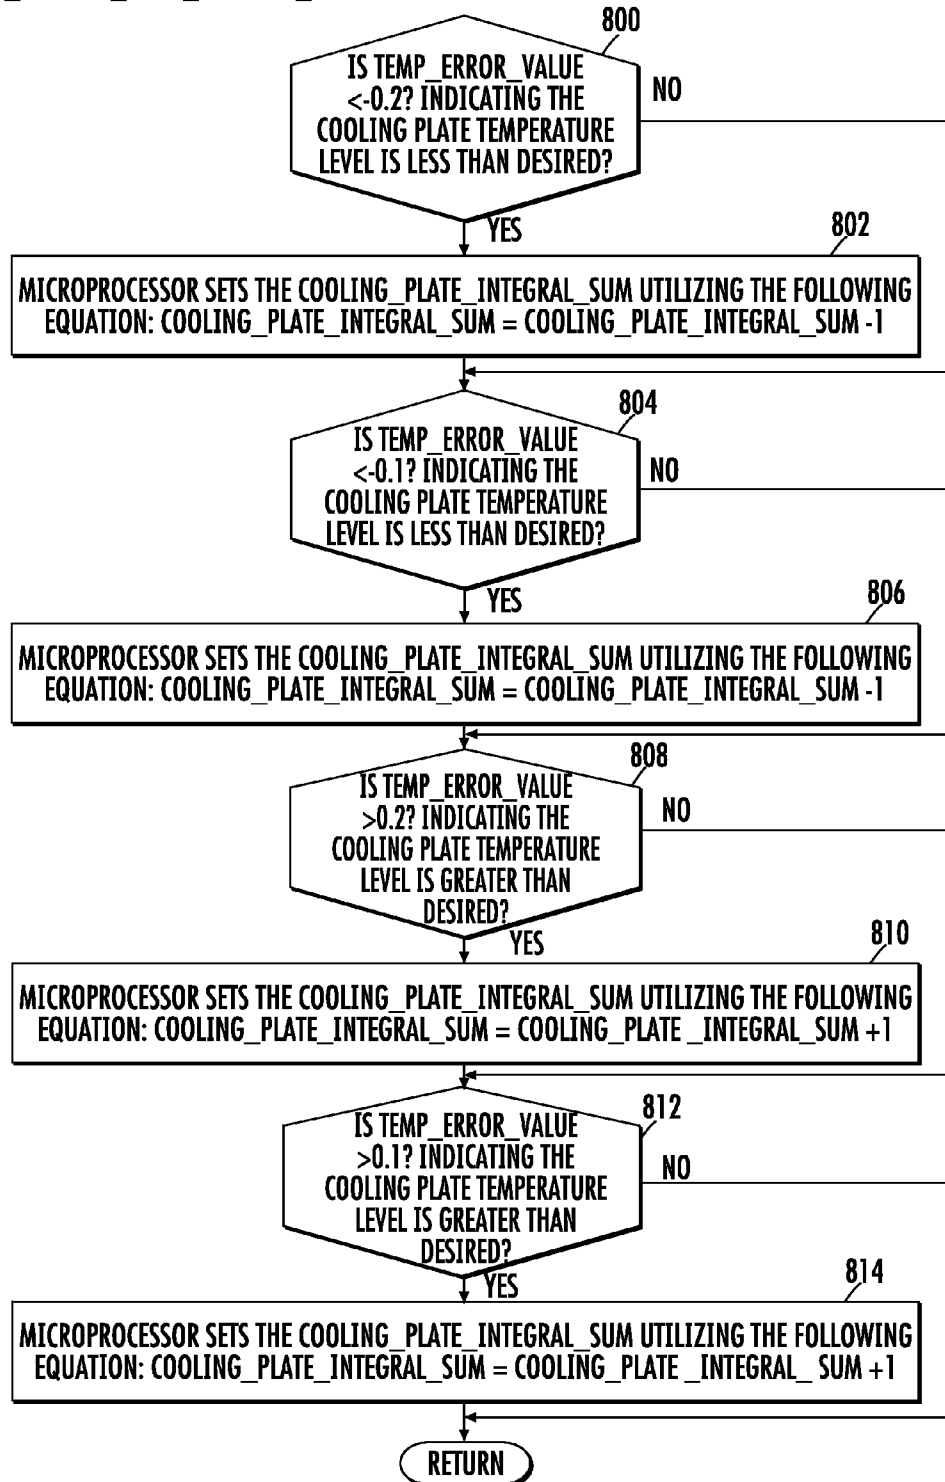 800
IS TEMP_ERROR_VALUE
<-0.2? INDICATING THE
COOLING PLATE TEMPERATURE
LEVEL IS LESS THAN DESIRED?
NO
YES
802
MICROPROCESSOR SETS THE COOLING_PLATE_INTEGRAL_SUM UTILIZING THE FOLLOWING
EQUATION: COOLING_PLATE_INTEGRAL_SUM = COOLING_PLATE_INTEGRAL_SUM -1
804
IS TEMP_ERROR_VALUE
<-0.1? INDICATING THE
COOLING PLATE TEMPERATURE
LEVEL IS LESS THAN DESIRED?
NO
YES
806
MICROPROCESSOR SETS THE COOLING_PLATE_INTEGRAL_SUM UTILIZING THE FOLLOWING
EQUATION: COOLING_PLATE_INTEGRAL_SUM = COOLING_PLATE_INTEGRAL_SUM -1
808
IS TEMP_ERROR_VALUE
>0.2? INDICATING THE
COOLING PLATE TEMPERATURE
LEVEL IS GREATER THAN
DESIRED?
NO
YES
810
MICROPROCESSOR SETS THE COOLING_PLATE_INTEGRAL_SUM UTILIZING THE FOLLOWING
EQUATION: COOLING_PLATE_INTEGRAL_SUM = COOLING_PLATE _INTEGRAL_SUM +1
812
IS TEMP_ERROR_VALUE
>0.1? INDICATING THE
COOLING PLATE TEMPERATURE
LEVEL IS GREATER THAN
DESIRED?
NO
YES
814
MICROPROCESSOR SETS THE COOLING_PLATE_INTEGRAL_SUM UTILIZING THE FOLLOWING
EQUATION: COOLING_PLATE_INTEGRAL_SUM = COOLING_PLATE _INTEGRAL_ SUM +1
RETURN